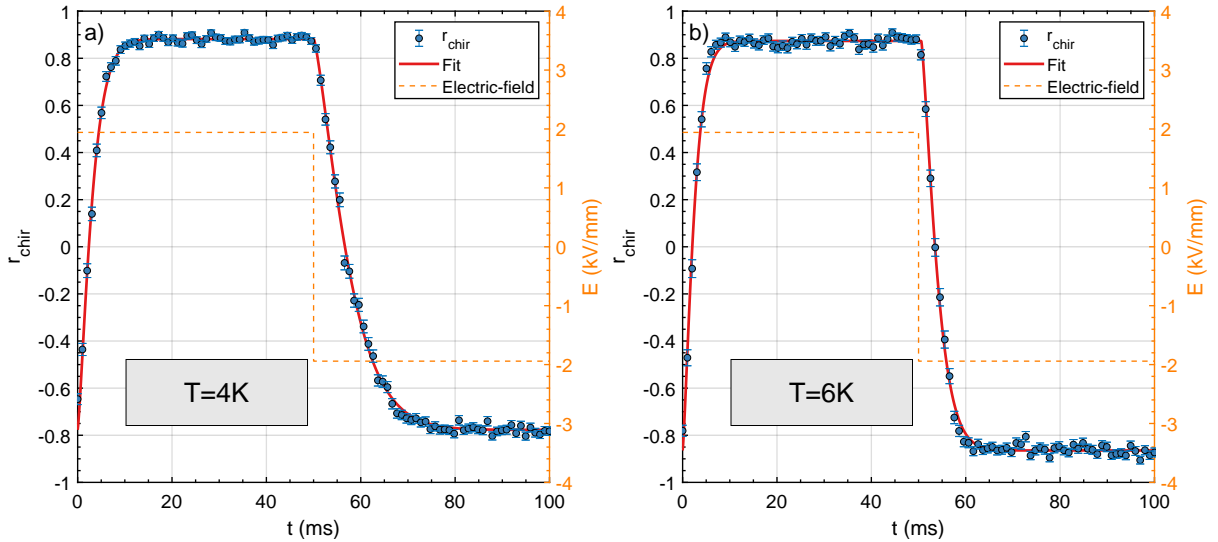 a)
r_chir
Fit
Electric-field
T=4K
1
0.8
0.6
0.4
0.2
0
-0.2
-0.4
-0.6
-0.8
-1
r_chir
4
3
2
1
0
-1
-2
-3
-4
E (kV/mm)
0 20 40 60 80 100
t (ms)
b)
r_chir
Fit
Electric-field
T=6K
1
0.8
0.6
0.4
0.2
0
-0.2
-0.4
-0.6
-0.8
-1
r_chir
4
3
2
1
0
-1
-2
-3
-4
E (kV/mm)
0 20 40 60 80 100
t (ms)